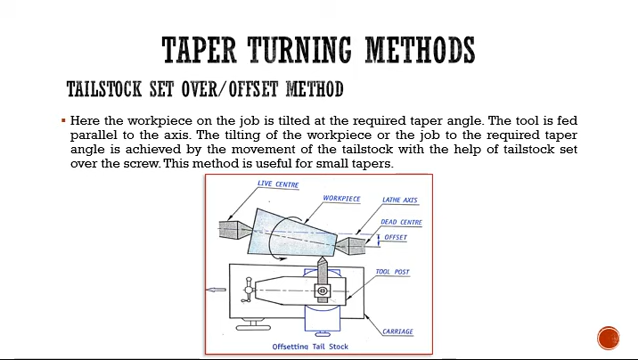 TAPER TURNING METHODS
TAILSTOCK SET OVER/OFFSET METHOD
Here the workpiece on the job is tilted at the required taper angle. The tool is fed
parallel to the axis. The tilting of the workpiece or the job to the required taper
angle is achieved by the movement of the tailstock with the help of tailstock set
over the screw. This method is useful for small tapers.
LIVE CENTRE
WORKPIECE
LATHE AXIS
DEAD CENTRE
OFFSET
TOOL POST
CARRIAGE
Offsetting Tail Stock